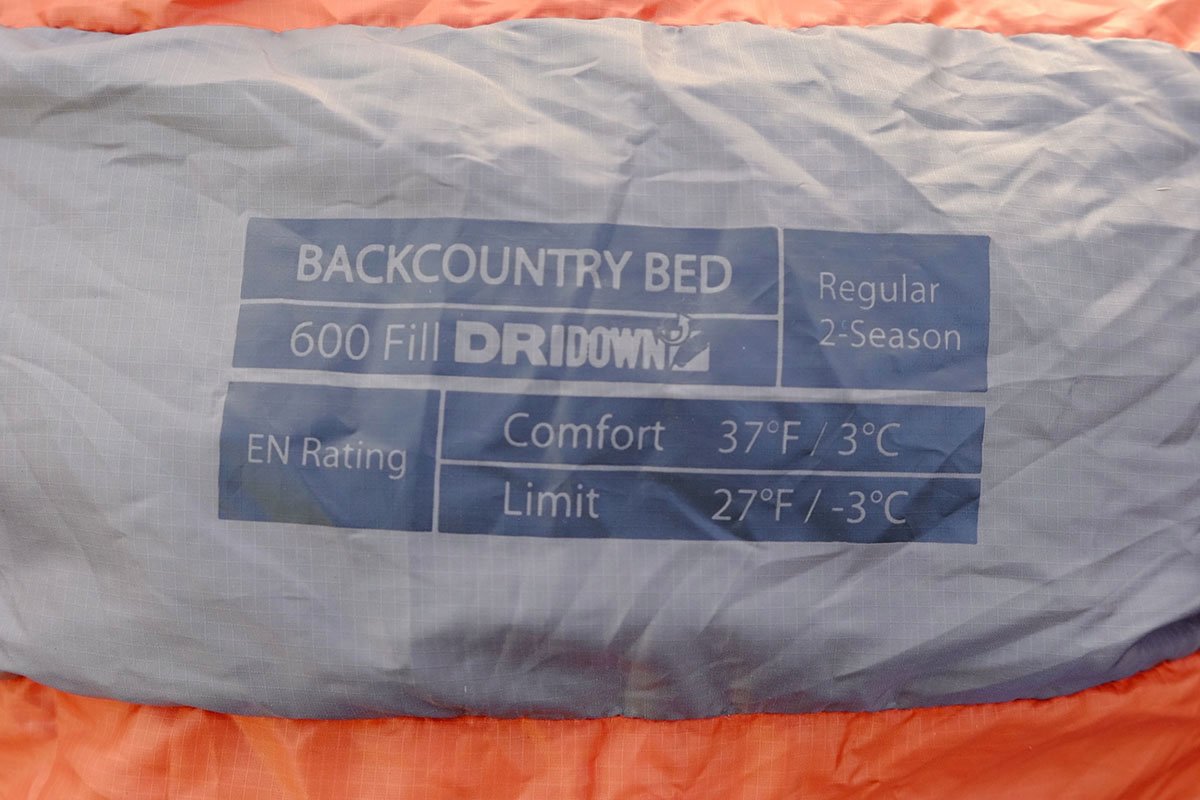 BACKCOUNTRY BED
600 Fill DRIDOWN
Regular
2-Season
EN Rating
Comfort 37°F / 3°C
Limit 27°F / -3°C